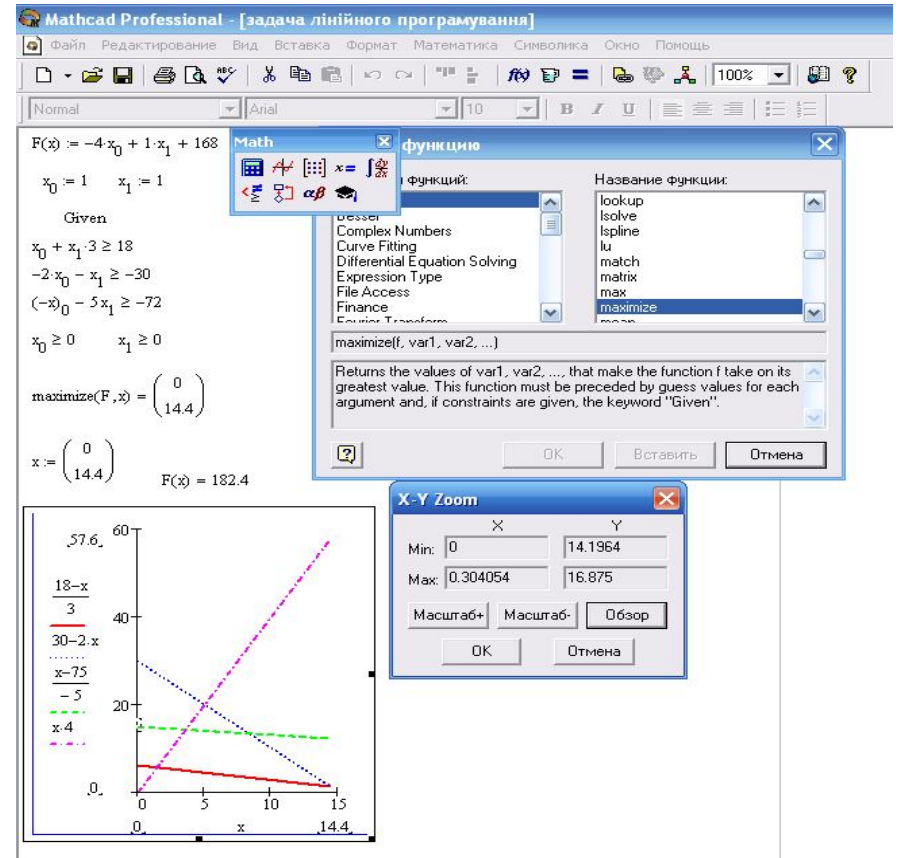 Mathcad Professional - [задача лінійного програмування]
Файл Редактирование Вид Вставка Формат Математика Символика Окно Помощь
100%
Normal Arial 10 B I U
F(x) := −4·x₀ + 1·x₁ + 168
x₀ := 1 x₁ := 1
Given
x₀ + x₁·3 ≥ 18
−2·x₀ − x₁ ≥ −30
(−x)₀ − 5x₁ ≥ −72
x₀ ≥ 0 x₁ ≥ 0
maximize(F,x) = (0 14.4)
x := (0 14.4)
F(x) = 182.4
Math
x= αβ
функцию
функций: Название функции:
Bessel
Complex Numbers
Curve Fitting
Differential Equation Solving
Expression Type
File Access
Finance
Fourier Transform
lookup
lsolve
lspline
lu
match
matrix
max
maximize
mean
maximize(f, var1, var2, ...)
Returns the values of var1, var2, ..., that make the function f take on its
greatest value. This function must be preceded by guess values for each
argument and, if constraints are given, the keyword "Given".
OK Вставить Отмена
X-Y Zoom
X Y
Min: 0 14.1964
Max: 0.304054 16.875
Масштаб+ Масштаб- Обзор
OK Отмена
57.6
18−x
3
30−2·x
x−75
−5
x·4
0
60
40
20
0 5 10 15
0 x 14.4